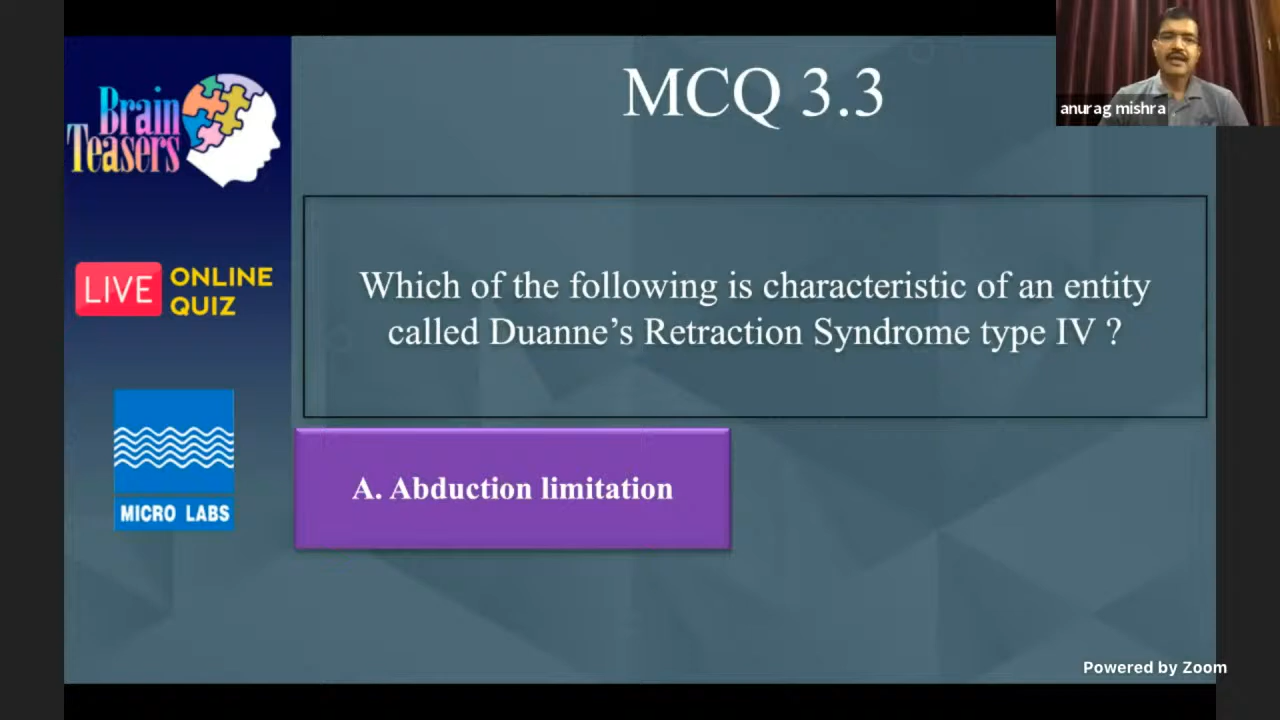 MCQ 3.3
anurag mishra
Brain
Teasers
LIVE
ONLINE
QUIZ
Which of the following is characteristic of an entity
called Duanne's Retraction Syndrome type IV ?
A. Abduction limitation
MICRO LABS
Powered by Zoom